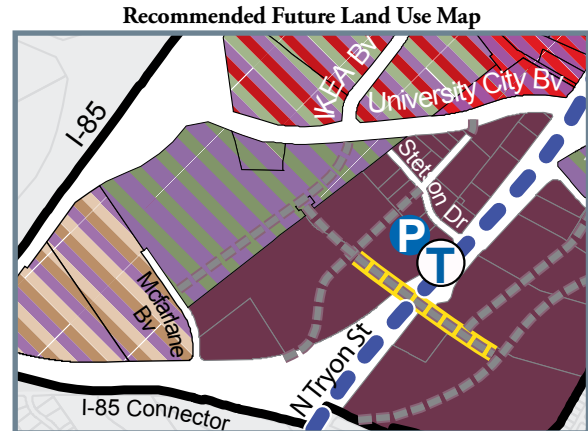 Recommended Future Land Use Map
IKEA Bv
University City Bv
I-85
Stetson Dr
P
T
Mcfarlane
Bv
N Tryon St
I-85 Connector